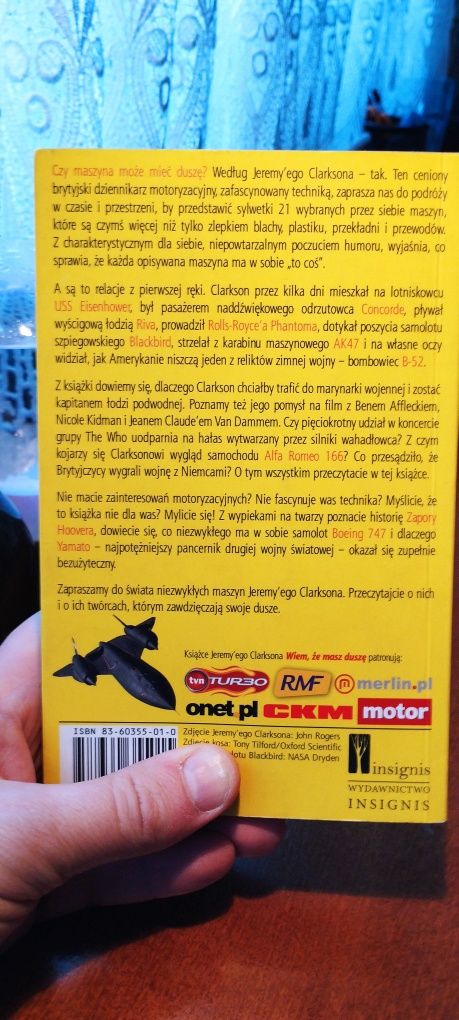 Czy maszyna może mieć duszę? Według Jeremy'ego Clarksona – tak. Ten ceniony
brytyjski dziennikarz motoryzacyjny, zafascynowany techniką, zaprasza nas do podróży
w czasie i przestrzeni, by przedstawić sylwetki 21 wybranych przez siebie maszyn,
które są czymś więcej niż tylko zlepkiem blachy, plastiku, przekładni i przewodów.
Z charakterystycznym dla siebie, niepowtarzalnym poczuciem humoru, wyjaśnia, co
sprawia, że każda opisywana maszyna ma w sobie „to coś".
A są to relacje z pierwszej ręki. Clarkson przez kilka dni mieszkał na lotniskowcu
USS Eisenhower, był pasażerem naddźwiękowego odrzutowca Concorde, pływał
wyścigową łodzią Riva, prowadził Rolls-Royce'a Phantoma, dotykał poszycia samolotu
szpiegowskiego Blackbird, strzelał z karabinu maszynowego AK47 i na własne oczy
widział, jak Amerykanie niszczą jeden z reliktów zimnej wojny – bombowiec B-52.
Z książki dowiemy się, dlaczego Clarkson chciałby trafić do marynarki wojennej i zostać
kapitanem łodzi podwodnej. Poznamy też jego pomysł na film z Benem Affleckiem,
Nicole Kidman i Jeanem Claude'em Van Dammem. Czy pięciokrotny udział w koncercie
grupy The Who uodparnia na hałas wytwarzany przez silniki wahadłowca? Z czym
kojarzy się Clarksonowi wygląd samochodu Alfa Romeo 166? Co przesądziło, że
Brytyjczycy wygrali wojnę z Niemcami? O tym wszystkim przeczytacie w tej książce.
Nie macie zainteresowań motoryzacyjnych? Nie fascynuje was technika? Myślicie, że
to książka nie dla was? Mylicie się! Z wypiekami na twarzy poznacie historię Zapory
Hoovera, dowiecie się, co niezwykłego ma w sobie samolot Boeing 747 i dlaczego
Yamato – najpotężniejszy pancernik drugiej wojny światowej – okazał się zupełnie
bezużyteczny.
Zapraszamy do świata niezwykłych maszyn Jeremy'ego Clarksona. Przeczytajcie o nich
i o ich twórcach, którym zawdzięczają swoje dusze.
Książce Jeremy'ego Clarksona Wiem, że masz duszę patronują:
tvn TURBO RMF m merlin.pl
onet.pl CKM motor
ISBN 83-60355-01-0
Zdjęcie Jeremy'ego Clarksona: John Rogers
Zdjęcie kosa: Tony Tilford/Oxford Scientific
lotu Blackbird: NASA Dryden
insignis
WYDAWNICTWO
INSIGNIS